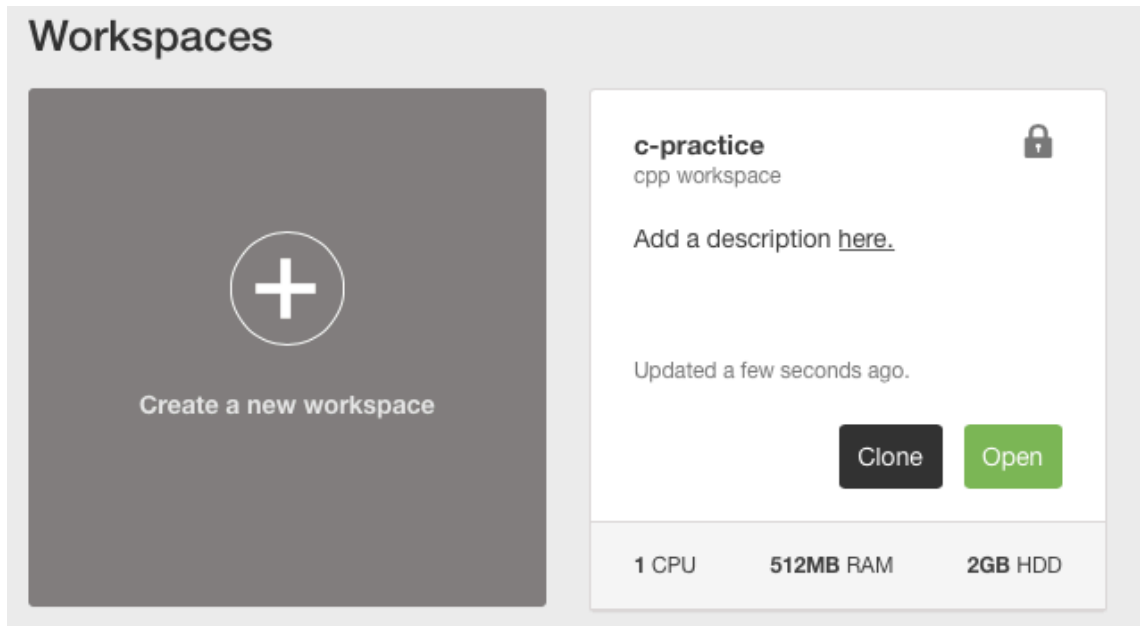 Workspaces
Create a new workspace
c-practice
cpp workspace
Add a description here.
Updated a few seconds ago.
Clone Open
1 CPU 512MB RAM 2GB HDD